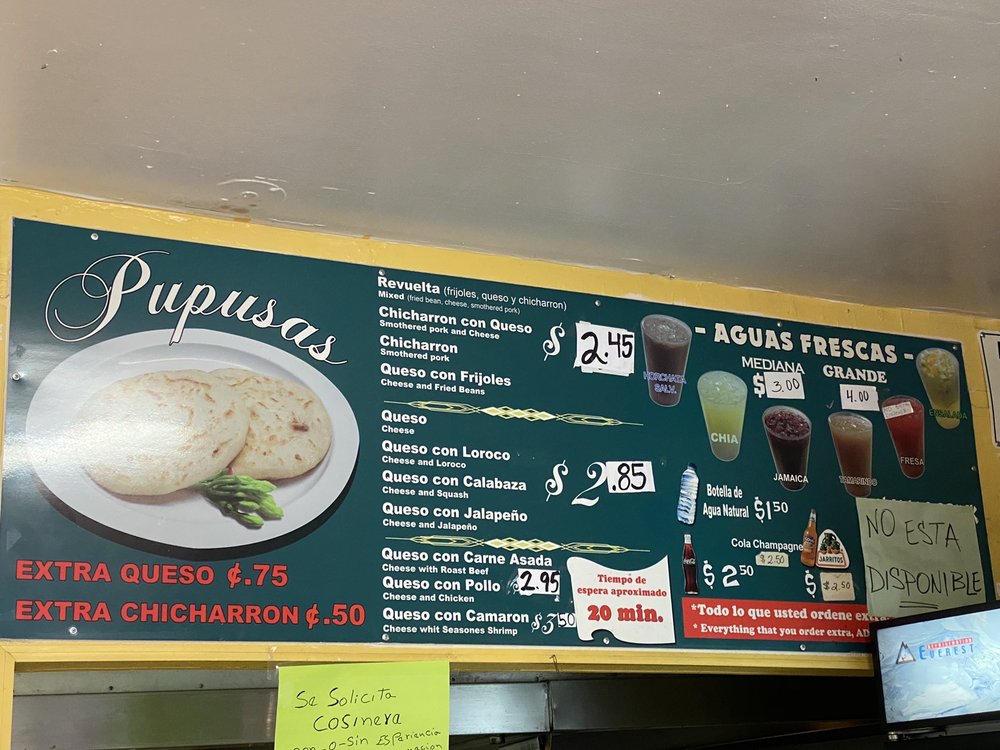 Pupusas
EXTRA QUESO ¢.75
EXTRA CHICHARRON ¢.50
Revuelta (frijoles, queso y chicharron)
Mixed (fried bean, cheese, smothered pork)
Chicharron con Queso
Smothered pork and Cheese
Chicharron
Smothered pork
Queso con Frijoles
Cheese and Fried Beans
$ 2.45
Queso
Cheese
Queso con Loroco
Cheese and Loroco
Queso con Calabaza
Cheese and Squash
Queso con Jalapeño
Cheese and Jalapeño
$ 2.85
Queso con Carne Asada
Cheese with Roast Beef
Queso con Pollo $2.95
Cheese and Chicken
Queso con Camaron $3.50
Cheese whit Seasones Shrimp
Tiempo de
espera aproximado
20 min.
- AGUAS FRESCAS -
MEDIANA GRANDE
$3.00 4.00
HORCHATA
SALV.
CHIA
JAMAICA
TAMARINDO
FRESA
ENSALADA
Botella de
Agua Natural $1 50
Cola Champagne
$2.50
JARRITOS
$ 2 50
$ $2.50
*Todo lo que usted ordene
* Everything that you order extra,
NO ESTA
DISPONIBLE
REFRIGERATION
EVEREST
Se Solicita
COSINERA
con-o-Sin ESPeriencia